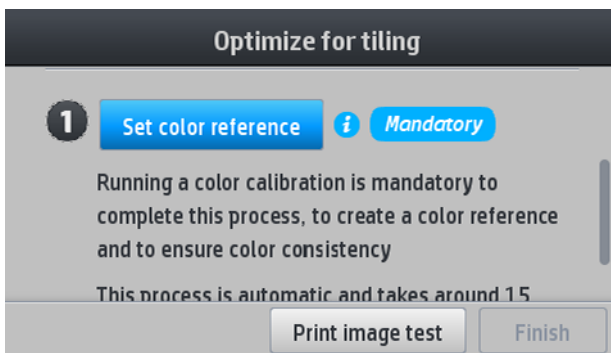 Optimize for tiling
1 Set color reference i Mandatory
Running a color calibration is mandatory to
complete this process, to create a color reference
and to ensure color consistency
This process is automatic and takes around 15
Print image test Finish